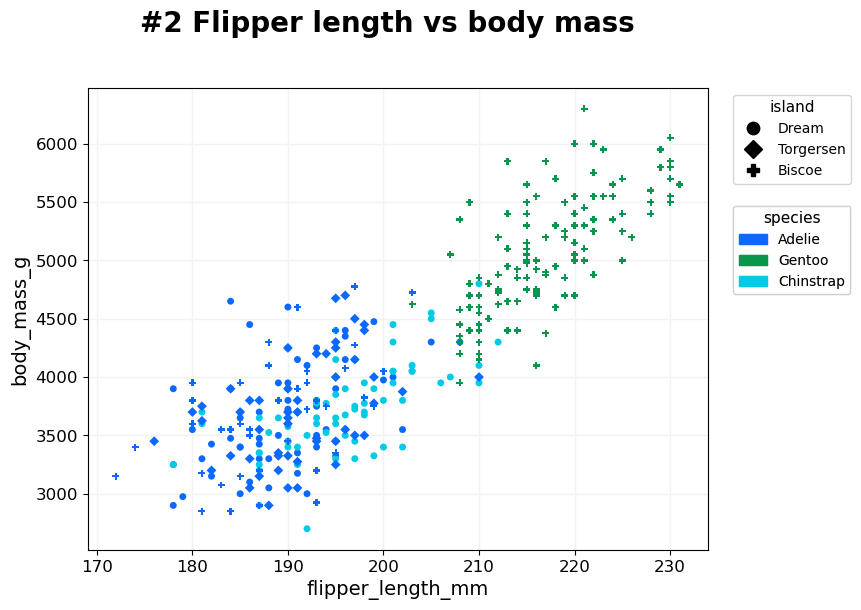 #2 Flipper length vs body mass
island
Dream
Torgersen
Biscoe
species
Adelie
Gentoo
Chinstrap
body_mass_g
6000
5500
5000
4500
4000
3500
3000
170 180 190 200 210 220 230
flipper_length_mm